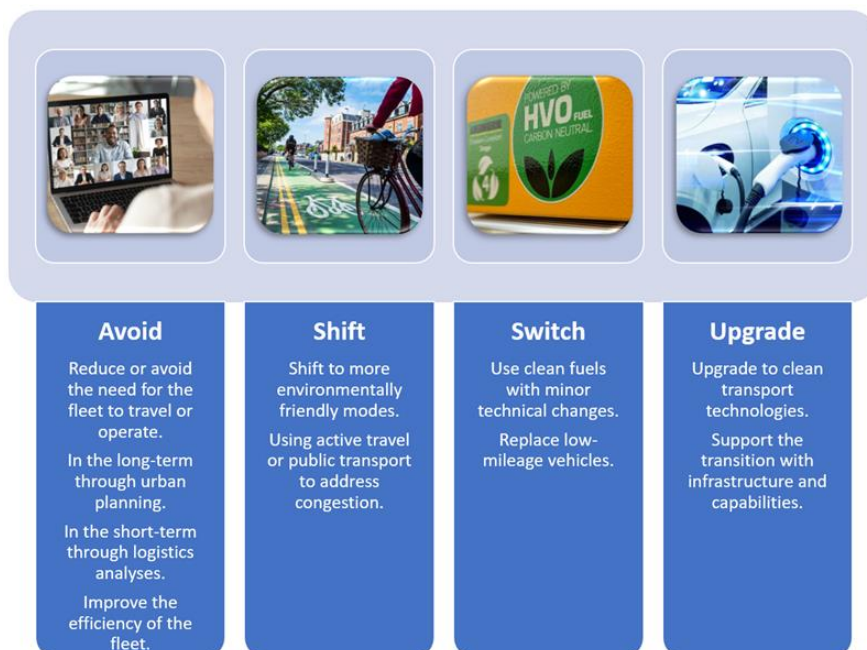 POWERED BY
HVO FUEL
CARBON NEUTRAL
4
Avoid
Reduce or avoid
the need for the
fleet to travel or
operate.
In the long-term
through urban
planning.
In the short-term
through logistics
analyses.
Improve the
efficiency of the
fleet.
Shift
Shift to more
environmentally
friendly modes.
Using active travel
or public transport
to address
congestion.
Switch
Use clean fuels
with minor
technical changes.
Replace low-
mileage vehicles.
Upgrade
Upgrade to clean
transport
technologies.
Support the
transition with
infrastructure and
capabilities.